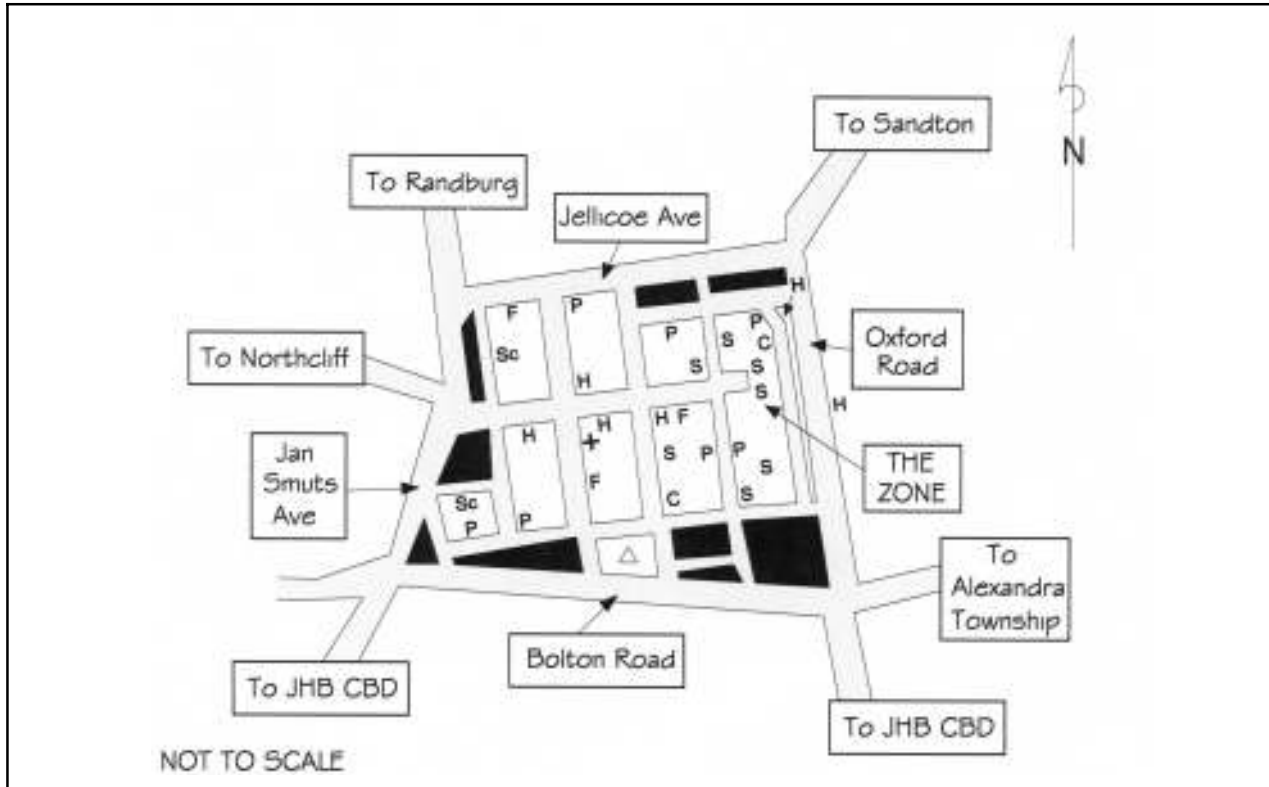 To Sandton
N
To Randburg
Jellicoe Ave
H
F
P
P
P
S
C
Oxford
Road
To Northcliff
Sc
S
S
S
H
H
H
H
H F
THE
ZONE
Jan
Smuts
Ave
S
P
P
F
S
Sc
C
S
P
P
To
Alexandra
Township
Bolton Road
To JHB CBD
To JHB CBD
NOT TO SCALE